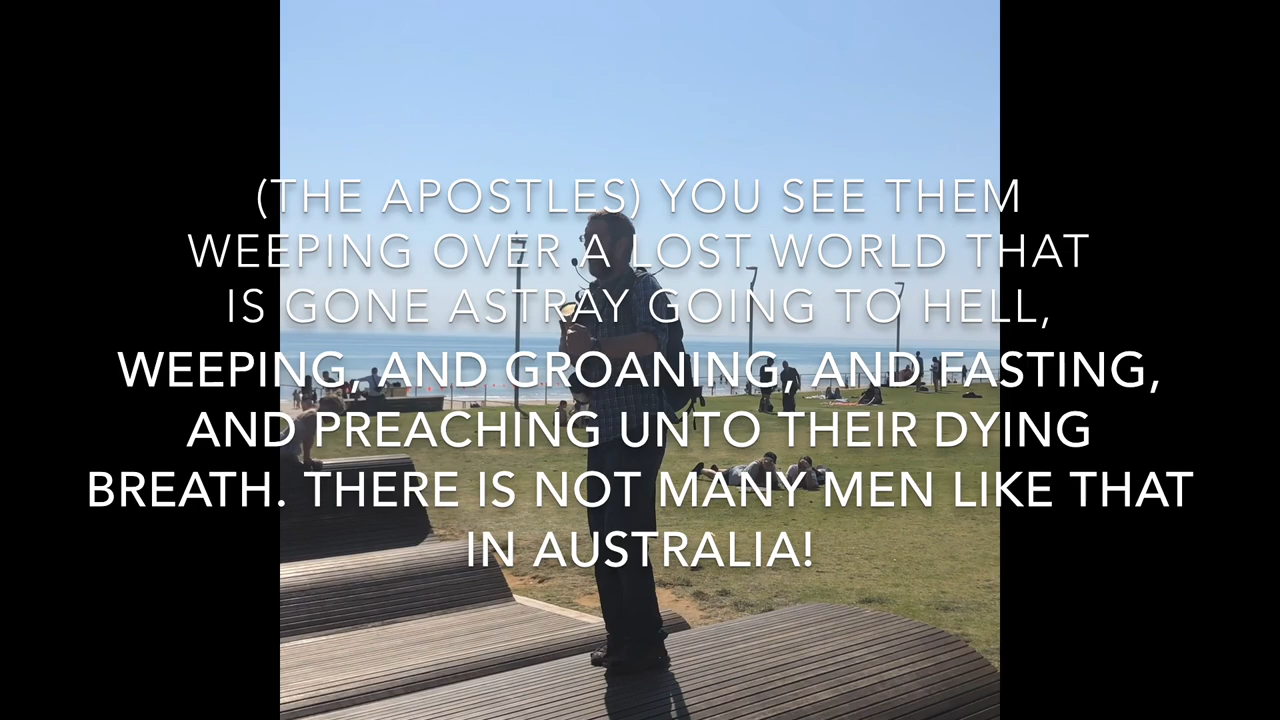 (THE APOSTLES) YOU SEE THEM
WEEPING OVER A LOST WORLD THAT
IS GONE ASTRAY GOING TO HELL,
WEEPING, AND GROANING, AND FASTING,
AND PREACHING UNTO THEIR DYING
BREATH. THERE IS NOT MANY MEN LIKE THAT
IN AUSTRALIA!